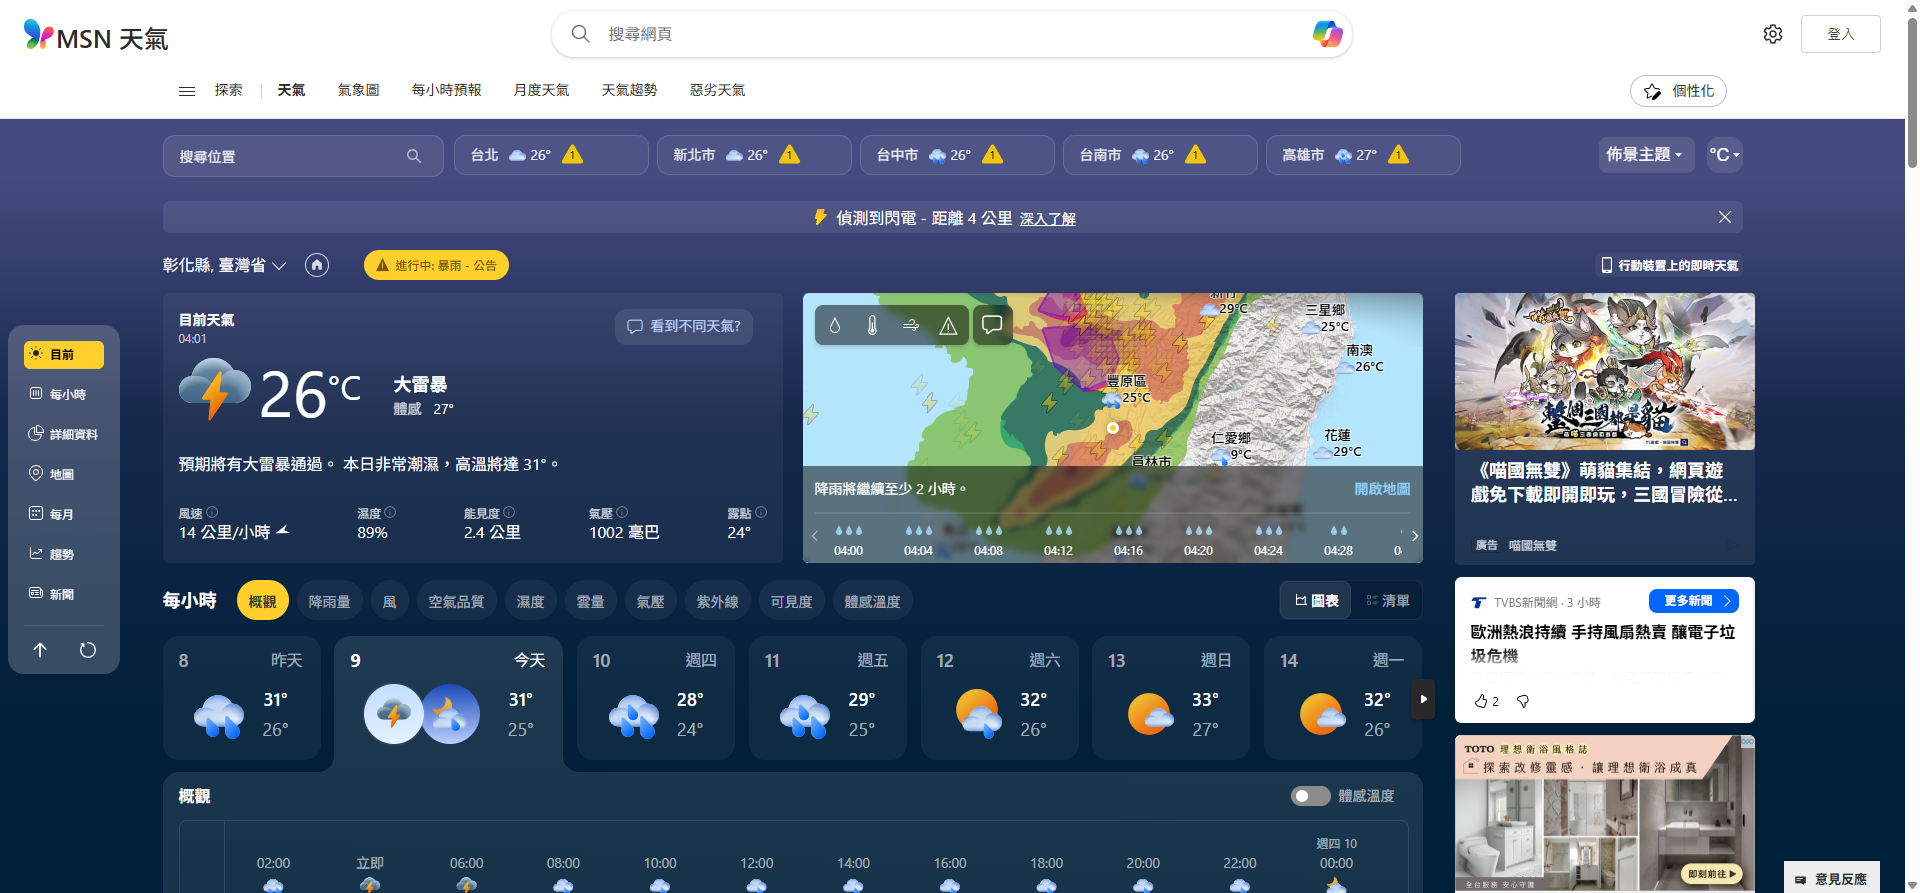 MSN 天氣
搜尋網頁
登入
探索
天氣
氣象圖
每小時預報
月度天氣
天氣趨勢
惡劣天氣
個性化
搜尋位置
台北 26°
新北市 26°
台中市 26°
台南市 26°
高雄市 27°
佈景主題
°C
偵測到閃電 - 距離 4 公里 深入了解
彰化縣, 臺灣省
進行中: 暴雨 - 公告
行動裝置上的即時天氣
目前天氣
04:01
看到不同天氣?
26°C
大雷暴
體感 27°
預期將有大雷暴通過。 本日非常潮濕，高溫將達 31°。
風速
14 公里/小時
濕度
89%
能見度
2.4 公里
氣壓
1002 毫巴
露點
24°
目前
每小時
詳細資料
地圖
每月
趨勢
新聞
新竹
29°C
三星鄉
25°C
南澳
26°C
豐原區
25°C
仁愛鄉
9°C
花蓮
29°C
員林市
降雨將繼續至少 2 小時。
開啟地圖
04:00
04:04
04:08
04:12
04:16
04:20
04:24
04:28
整個三國都是貓
《喵國無雙》萌貓集結，網頁遊
戲免下載即開即玩，三國冒險從...
廣告 喵國無雙
每小時
概觀
降雨量
風
空氣品質
濕度
雲量
氣壓
紫外線
可見度
體感溫度
圖表
清單
8 昨天
31°
26°
9 今天
31°
25°
10 週四
28°
24°
11 週五
29°
25°
12 週六
32°
26°
13 週日
33°
27°
14 週一
32°
26°
TVBS新聞網 · 3 小時
更多新聞
歐洲熱浪持續 手持風扇熱賣 釀電子垃
圾危機
2
概觀
體感溫度
02:00
立即
06:00
08:00
10:00
12:00
14:00
16:00
18:00
20:00
22:00
週四 10
00:00
TOTO 理想衛浴風格誌
探索改修靈感．讓理想衛浴成真
全台服務 安心守護
即刻前往
意見反應